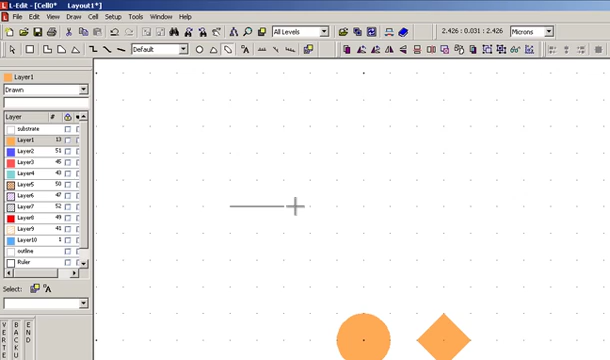 L-Edit - [Cell0* Layout1*]
File Edit View Draw Cell Setup Tools Window Help
All Levels
2.426 : 0.031 : 2.426 Microns
Default
Layer1
Drawn
Layer #
substrate
Layer1 13
Layer2 51
Layer3 45
Layer4 43
Layer5 50
Layer6 47
Layer7 52
Layer8 49
Layer9 41
Layer10 1
outline
Ruler
Select:
VERTE
BACKU
END